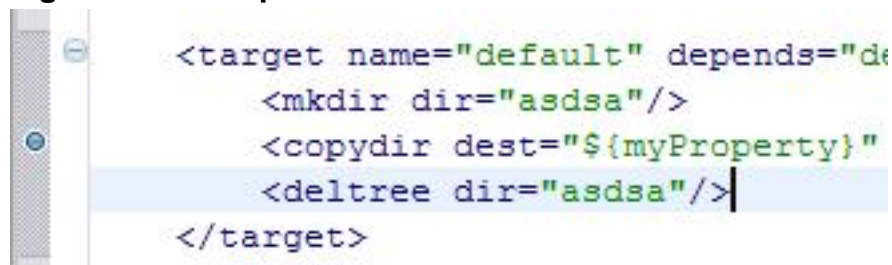 <target name="default" depends="de
<mkdir dir="asdsa"/>
<copydir dest="${myProperty}"
<deltree dir="asdsa"/>
</target>